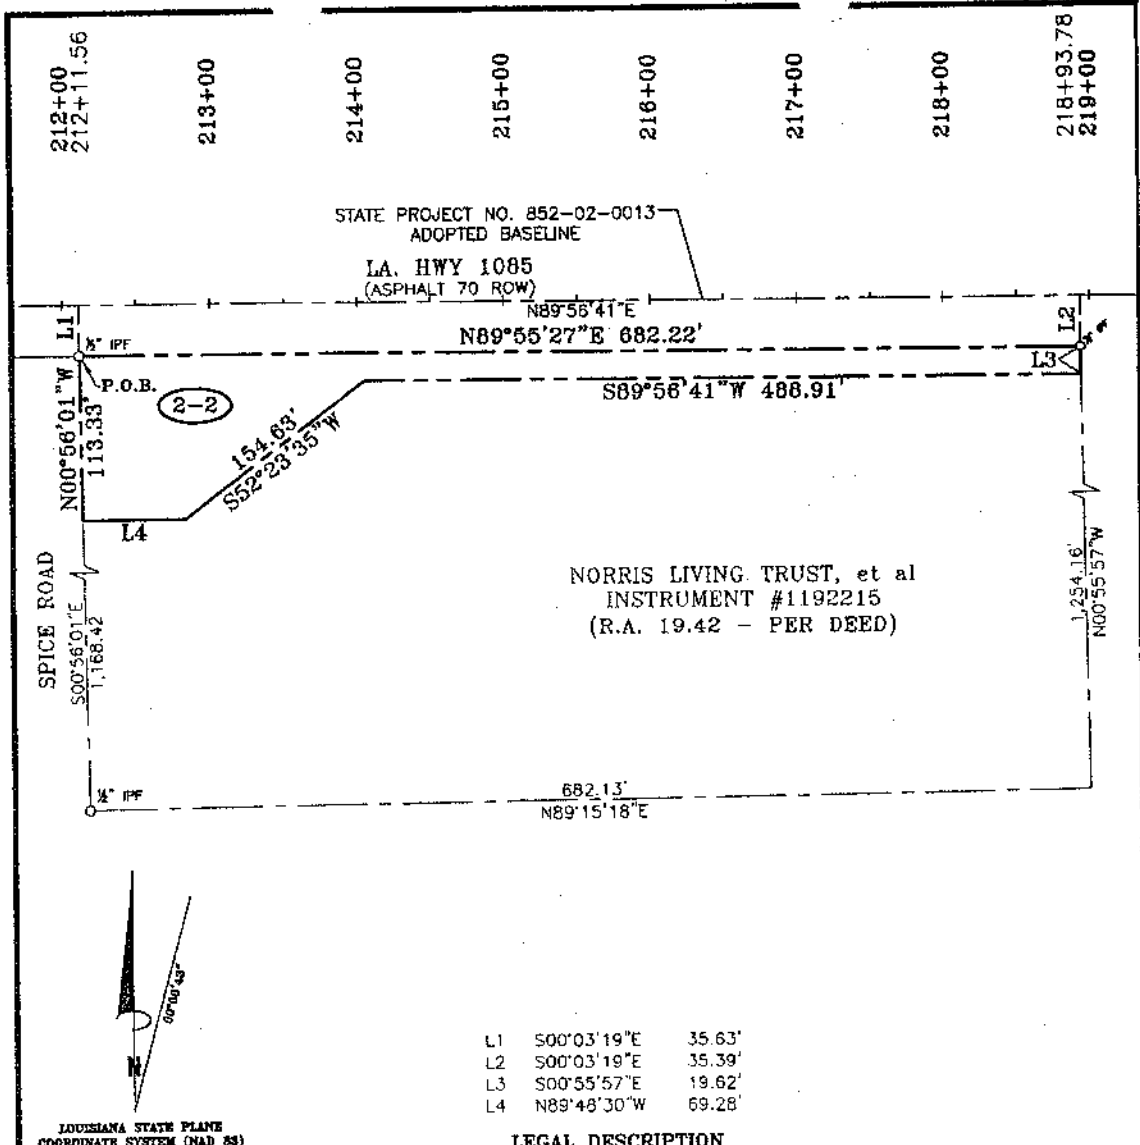 212+00
212+11.56
213+00
214+00
215+00
216+00
217+00
218+00
218+93.78
219+00
STATE PROJECT NO. 852-02-0013
ADOPTED BASELINE
LA. HWY 1085
(ASPHALT 70 ROW)
N89°56'41"E
L1
L2
½" IPF
N89°55'27"E 682.22'
L3
P.O.B.
2-2
S89°56'41"W 486.91'
N00°56'01"W
113.33'
154.63'
S52°23'35"W
L4
SPICE ROAD
S00°56'01"E
1,168.42
NORRIS LIVING TRUST, et al
INSTRUMENT #1192215
(R.A. 19.42 - PER DEED)
1,254.16'
N00°55'57"W
½" IPF
682.13'
N89°15'18"E
N
L1 S00°03'19"E 35.63'
L2 S00°03'19"E 35.39'
L3 S00°55'57"E 19.62'
L4 N89°48'30"W 69.28'
LOUISIANA STATE PLANE
COORDINATE SYSTEM (NAD 83)
LEGAL DESCRIPTION